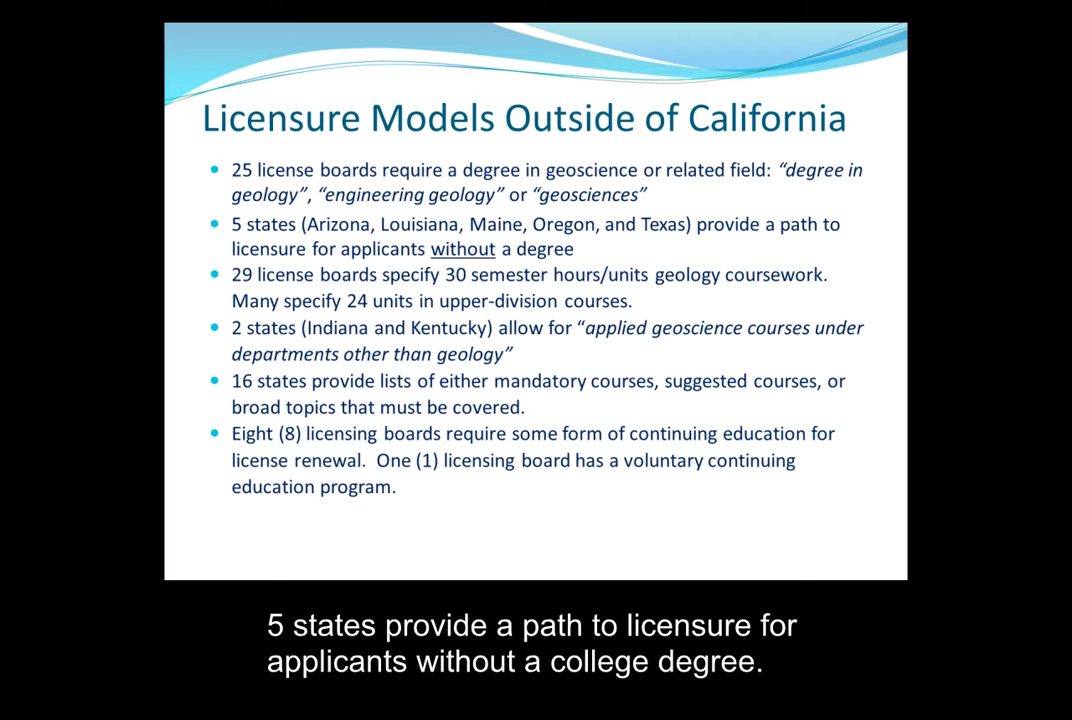 Licensure Models Outside of California
• 25 license boards require a degree in geoscience or related field: “degree in
geology”, “engineering geology” or “geosciences”
• 5 states (Arizona, Louisiana, Maine, Oregon, and Texas) provide a path to
licensure for applicants without a degree
• 29 license boards specify 30 semester hours/units geology coursework.
Many specify 24 units in upper-division courses.
• 2 states (Indiana and Kentucky) allow for “applied geoscience courses under
departments other than geology”
• 16 states provide lists of either mandatory courses, suggested courses, or
broad topics that must be covered.
• Eight (8) licensing boards require some form of continuing education for
license renewal.  One (1) licensing board has a voluntary continuing
education program.
5 states provide a path to licensure for
applicants without a college degree.